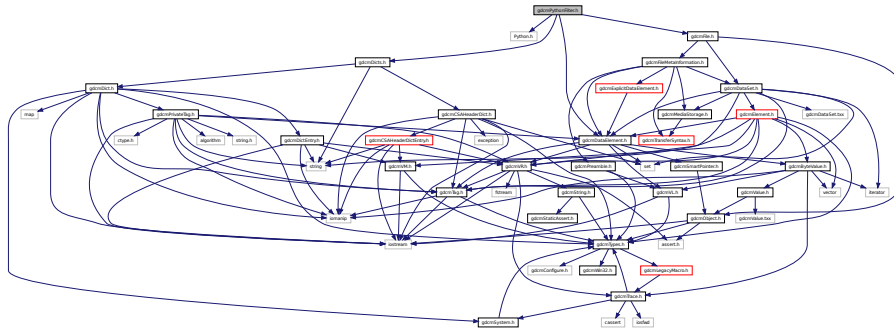 gdcmPythonFilter.h
Python.h
gdcmFile.h
gdcmDicts.h
gdcmFileMetaInformation.h
gdcmDict.h
gdcmExplicitDataElement.h
gdcmDataSet.h
map
gdcmPrivateTag.h
gdcmCSAHeaderDict.h
gdcmMediaStorage.h
gdcmDataSet.txx
gdcmElement.h
ctype.h
algorithm
string.h
gdcmDictEntry.h
gdcmCSAHeaderDictEntry.h
exception
gdcmDataElement.h
gdcmTransferSyntax.h
string
gdcmVM.h
gdcmVR.h
gdcmPreamble.h
set
gdcmSmartPointer.h
gdcmByteValue.h
gdcmTag.h
fstream
gdcmString.h
gdcmVL.h
gdcmValue.h
vector
iterator
iomanip
gdcmStaticAssert.h
gdcmObject.h
gdcmValue.txx
iostream
gdcmTypes.h
assert.h
gdcmConfigure.h
gdcmWin32.h
gdcmLegacyMacro.h
gdcmTrace.h
gdcmSystem.h
cassert
iosfwd